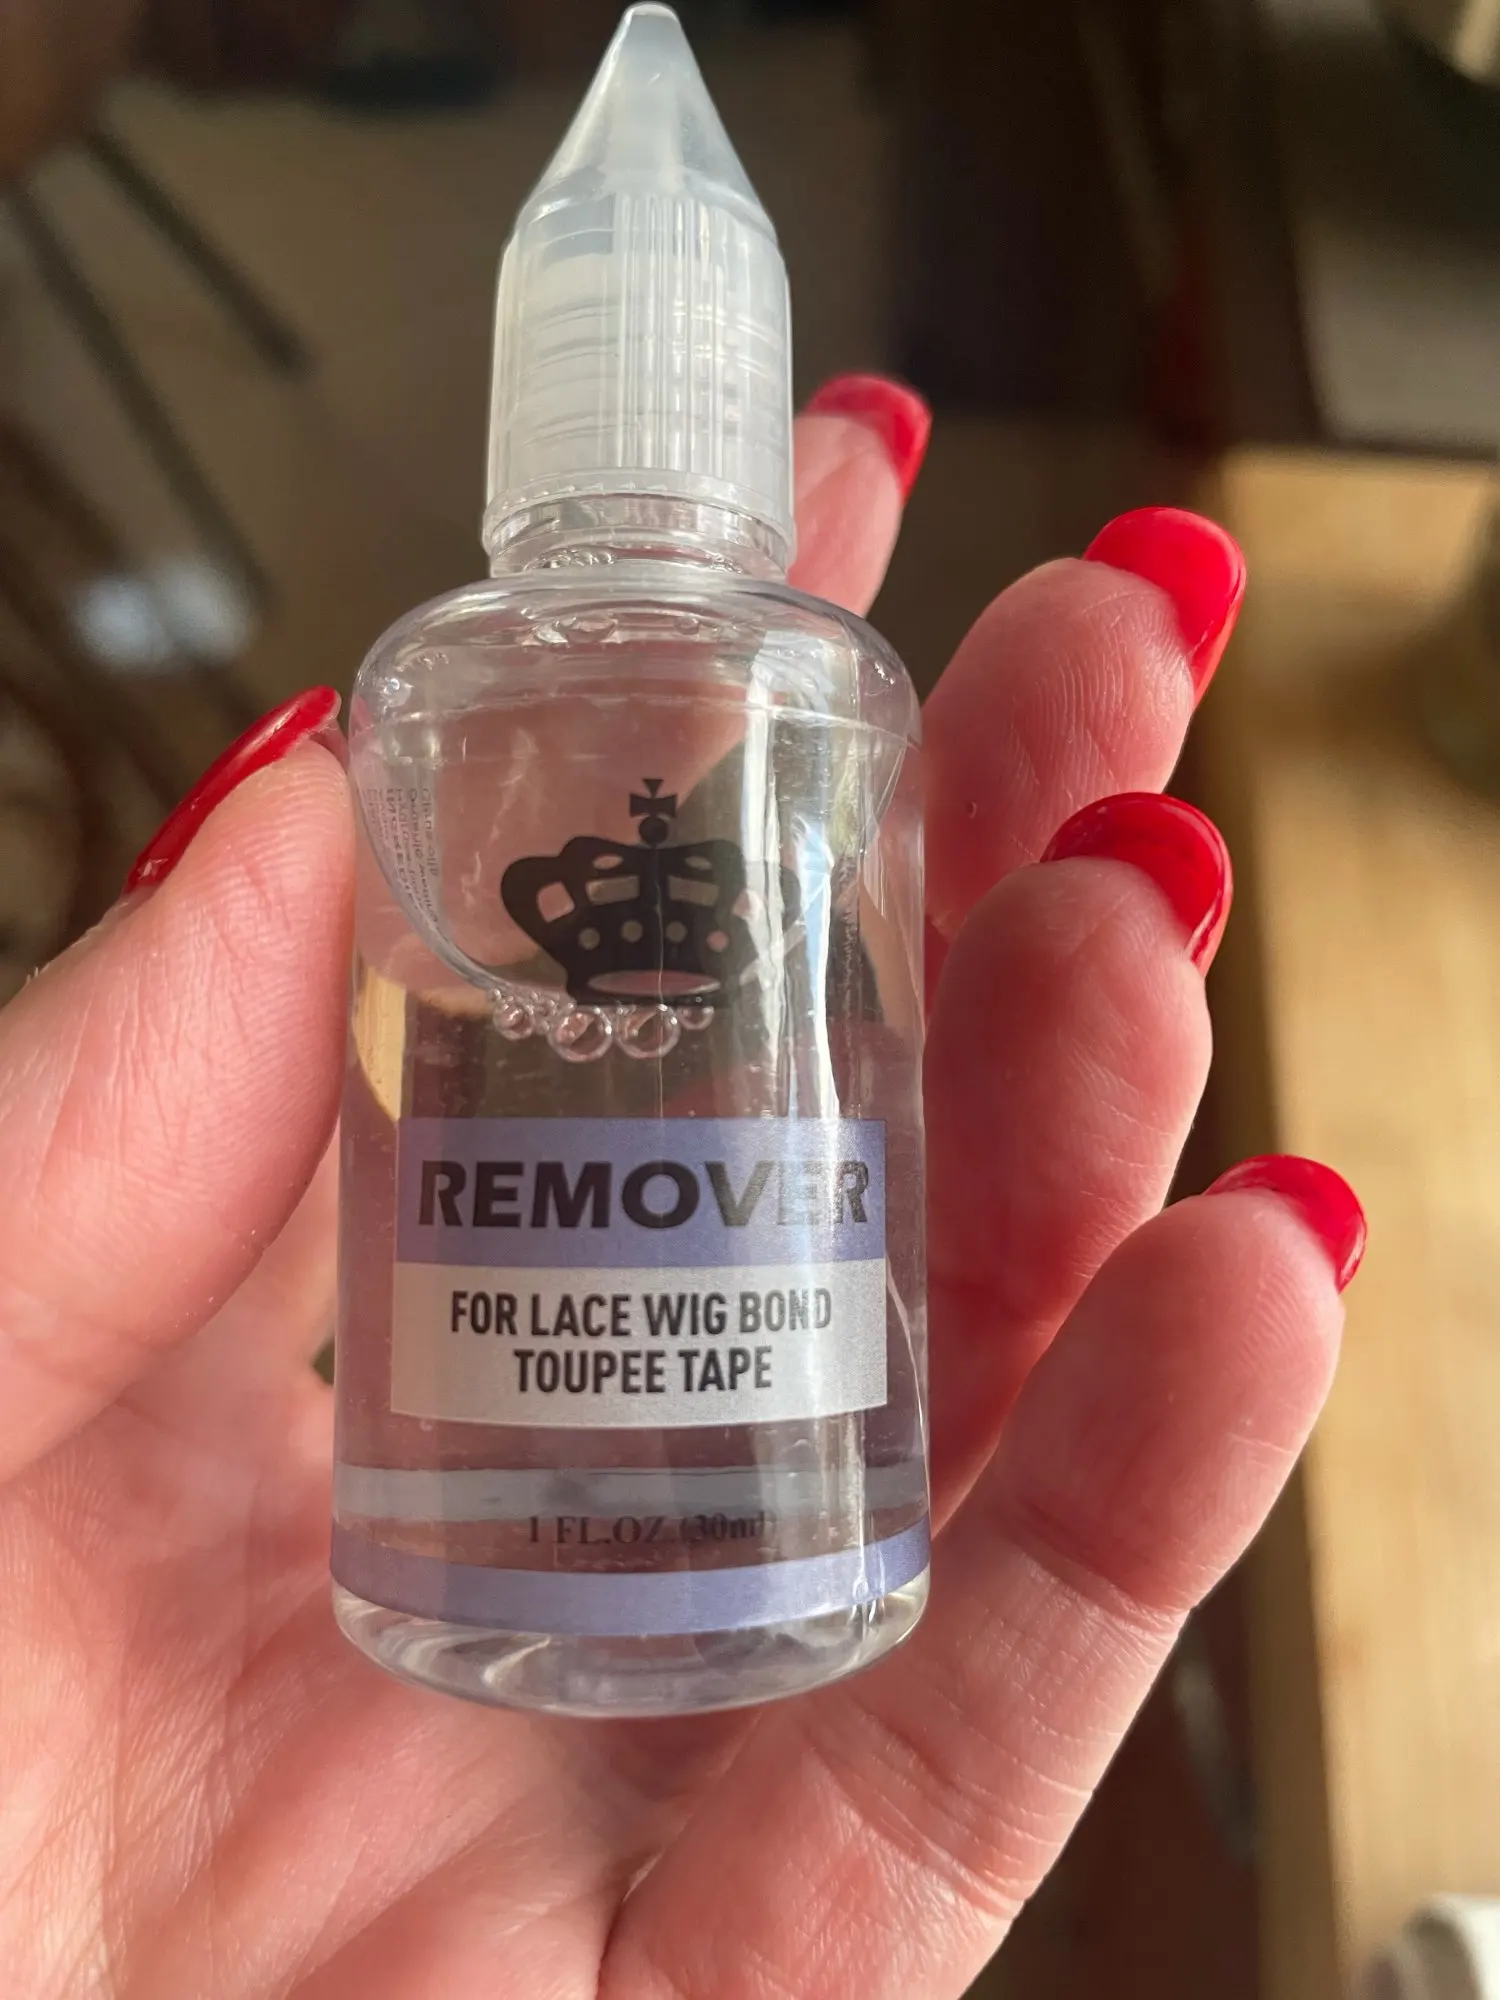 REMOVER
FOR LACE WIG BOND
TOUPEE TAPE
1 FL.OZ.(30ml)